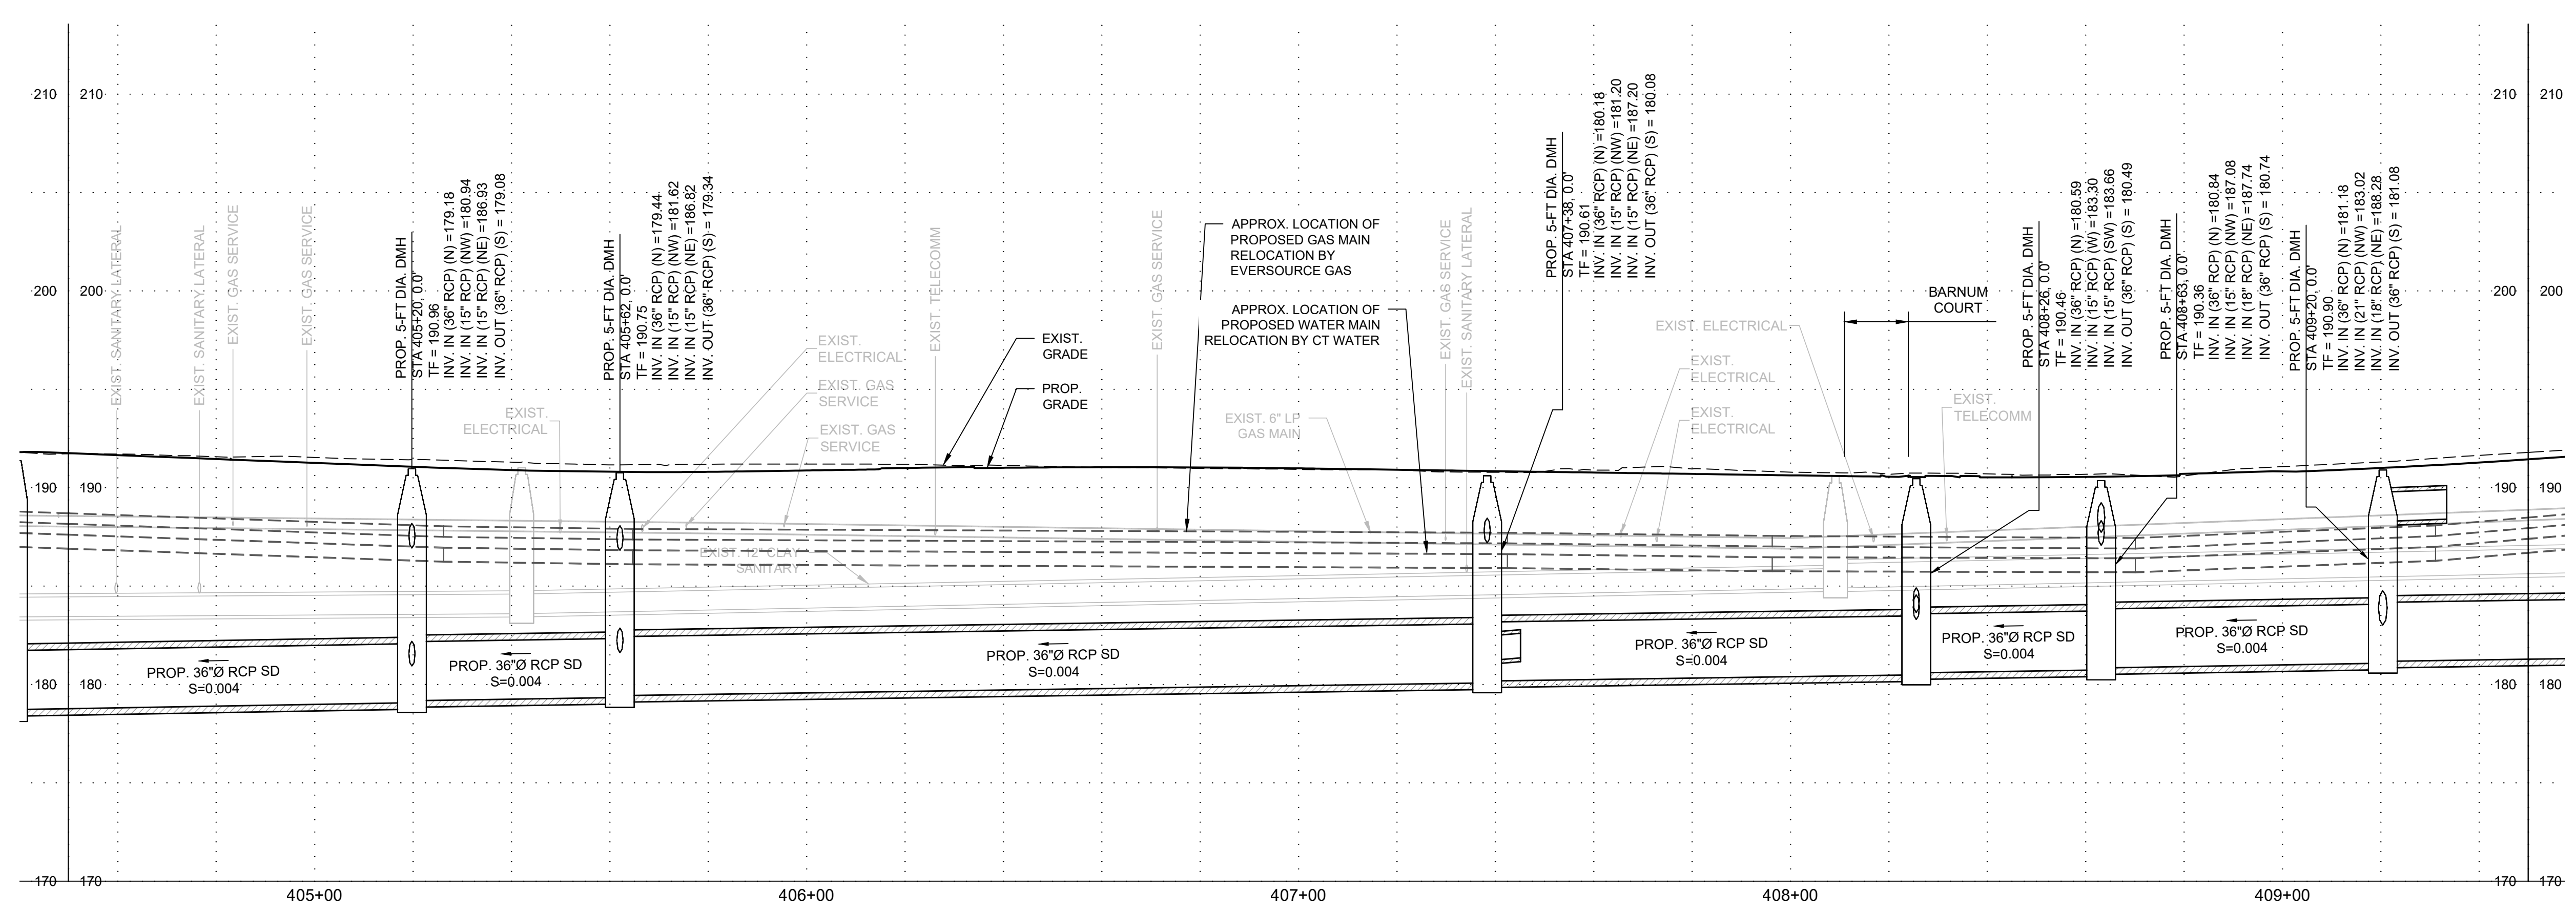 210
210
200
190
190
180
180
170
170
EXIST. SANITARY LATERAL
EXIST. SANITARY LATERAL
EXIST. GAS SERVICE
EXIST. GAS SERVICE
PROP. 5-FT DIA. DMH
STA 405+20, 0.0'
TF = 190.96
INV. IN (36" RCP) (N) =179.18
INV. IN (15" RCP) (NW) =180.94
INV. IN (15" RCP) (NE) =186.93
INV. OUT (36" RCP) (S) = 179.08
EXIST.
ELECTRICAL
PROP. 5-FT DIA. DMH
STA 405+62, 0.0'
TF = 190.75
INV. IN (36" RCP) (N) =179.44
INV. IN (15" RCP) (NW) =181.62
INV. IN (15" RCP) (NE) =186.82
INV. OUT (36" RCP) (S) = 179.34
EXIST.
ELECTRICAL
EXIST. GAS
SERVICE
EXIST. GAS
SERVICE
EXIST. 12" CLAY
SANITARY
EXIST. TELECOMM
EXIST.
GRADE
PROP.
GRADE
EXIST. GAS SERVICE
APPROX. LOCATION OF
PROPOSED GAS MAIN
RELOCATION BY
EVERSOURCE GAS
APPROX. LOCATION OF
PROPOSED WATER MAIN
RELOCATION BY CT WATER
EXIST. 6" LP
GAS MAIN
EXIST. GAS SERVICE
EXIST. SANITARY LATERAL
PROP. 5-FT DIA. DMH
STA 407+38, 0.0'
TF = 190.61
INV. IN (36" RCP) (N) =180.18
INV. IN (15" RCP) (NW) =181.20
INV. IN (15" RCP) (NE) =187.20
INV. OUT (36" RCP) (S) = 180.08
EXIST. ELECTRICAL
EXIST.
ELECTRICAL
EXIST.
ELECTRICAL
BARNUM
COURT
EXIST.
TELECOMM
PROP. 5-FT DIA. DMH
STA 408+26, 0.0'
TF = 190.46
INV. IN (36" RCP) (N) =180.59
INV. IN (15" RCP) (W) =183.30
INV. IN (15" RCP) (SW) =183.66
INV. OUT (36" RCP) (S) = 180.49
PROP. 5-FT DIA. DMH
STA 408+63, 0.0'
TF = 190.36
INV. IN (36" RCP) (N) =180.84
INV. IN (15" RCP) (NW) =187.08
INV. IN (18" RCP) (NE) =187.74
INV. OUT (36" RCP) (S) = 180.74
PROP. 5-FT DIA. DMH
STA 409+20, 0.0'
TF = 190.90
INV. IN (36" RCP) (N) =181.18
INV. IN (21" RCP) (NW) =183.02
INV. IN (18" RCP) (NE) =188.28
INV. OUT (36" RCP) (S) = 181.08
210
210
200
200
200
190
190
180
180
170
170
PROP. 36"Ø RCP SD
S=0.004
PROP. 36"Ø RCP SD
S=0.004
PROP. 36"Ø RCP SD
S=0.004
PROP. 36"Ø RCP SD
S=0.004
PROP. 36"Ø RCP SD
S=0.004
PROP. 36"Ø RCP SD
S=0.004
405+00
406+00
407+00
408+00
409+00